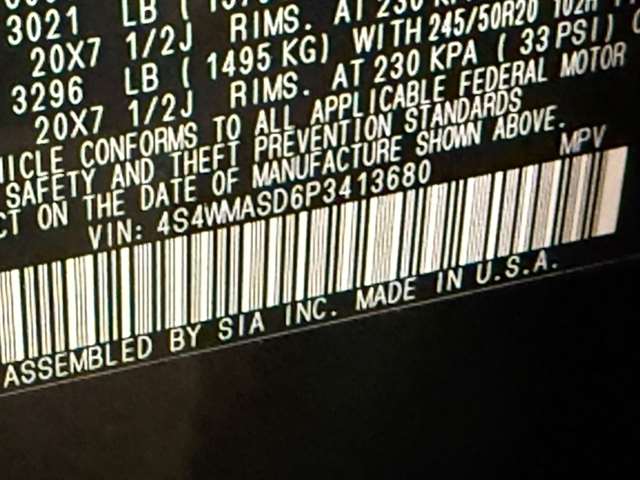 3021 LB ( 1370
RIMS. AT 230
20X7 1/2J
3296 LB ( 1495 KG) WITH 245/50R20 102H
20X7 1/2J RIMS. AT 230 KPA ( 33 PSI)
CONFORMS TO ALL APPLICABLE FEDERAL MOTOR
SAFETY AND THEFT PREVENTION STANDARDS
ON THE DATE OF MANUFACTURE SHOWN ABOVE.
VIN: 4S4WMASD6P3413680 MPV
ASSEMBLED BY SIA INC. MADE IN U.S.A.